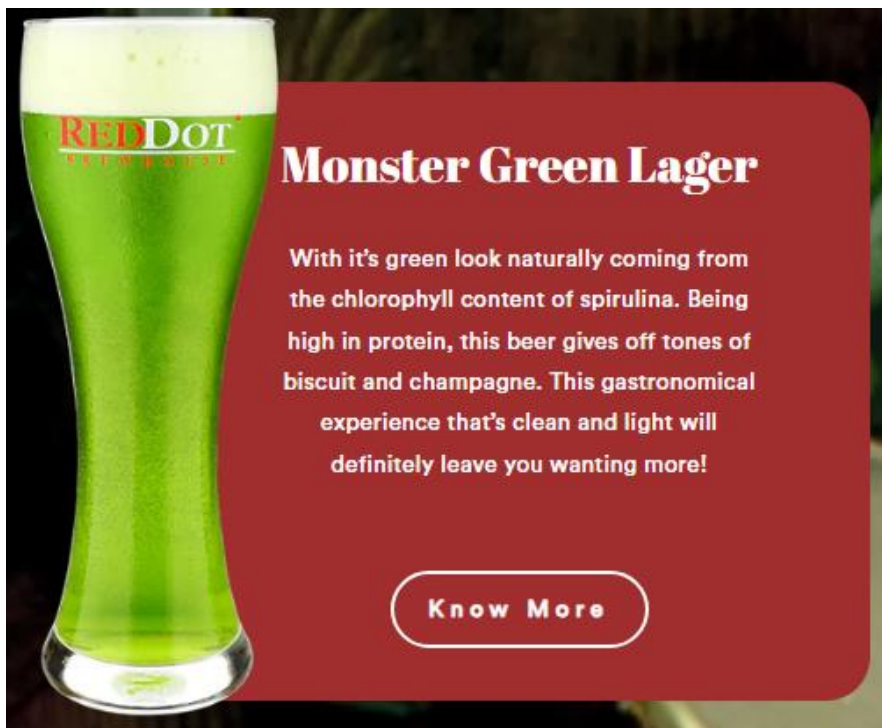 REDDOT
BREWHOUSE
Monster Green Lager
With it's green look naturally coming from
the chlorophyll content of spirulina. Being
high in protein, this beer gives off tones of
biscuit and champagne. This gastronomical
experience that's clean and light will
definitely leave you wanting more!
Know More